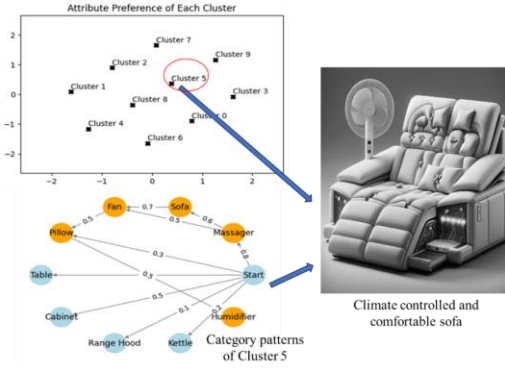 Attribute Preference of Each Cluster
2
1
0
−1
−2
Cluster 7
Cluster 9
Cluster 2
Cluster 5
Cluster 1
Cluster 3
Cluster 8
Cluster 4
Cluster 0
Cluster 6
−2
−1
0
1
2
Fan
0.7
Sofa
0.5
0.5
0.6
Pillow
Massager
0.3
0.8
Table
0.5
Start
0.5
0.1
0.2
Cabinet
Humidifier
Range Hood
Kettle
Category patterns
of Cluster 5
Climate controlled and
comfortable sofa